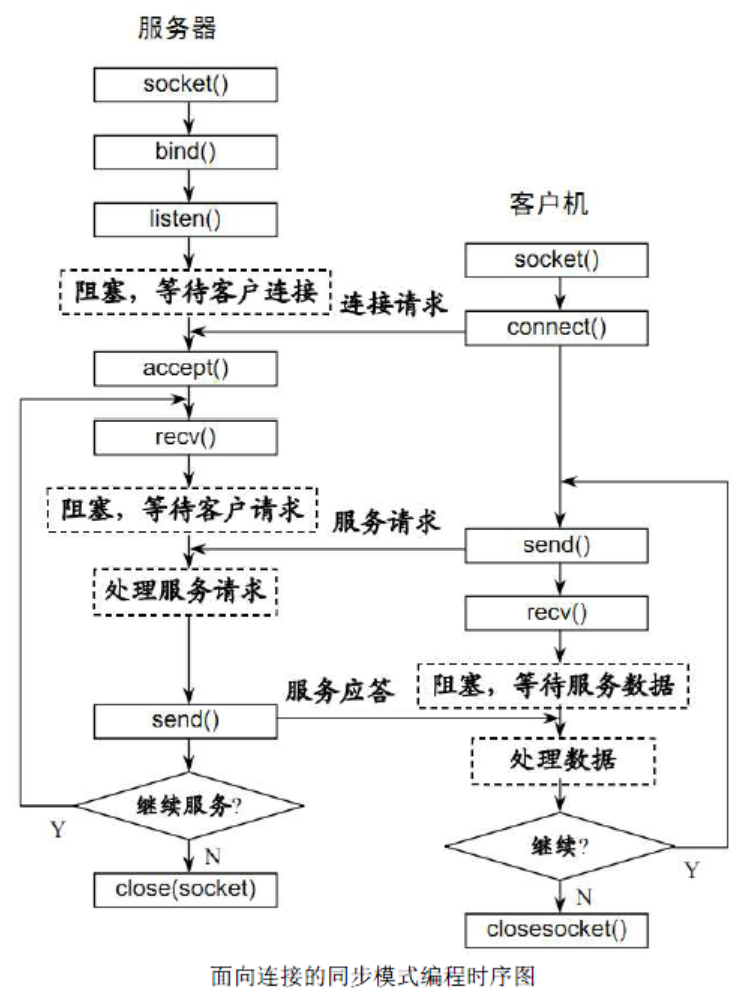 服务器
socket()
bind()
listen()
阻塞，等待客户连接
accept()
recv()
阻塞，等待客户请求
处理服务请求
send()
继续服务?
Y
N
close(socket)
连接请求
服务请求
服务应答
客户机
socket()
connect()
send()
recv()
阻塞，等待服务数据
处理数据
继续?
Y
N
closesocket()
面向连接的同步模式编程时序图